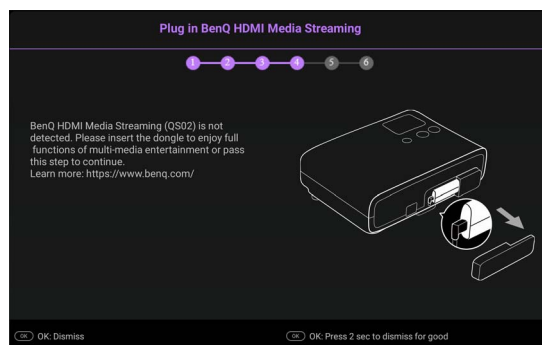 Plug in BenQ HDMI Media Streaming
1 2 3 4 5 6
BenQ HDMI Media Streaming (QS02) is not
detected. Please insert the dongle to enjoy full
functions of multi-media entertainment or pass
this step to continue.
Learn more: https://www.benq.com/
OK OK: Dismiss
OK OK: Press 2 sec to dismiss for good